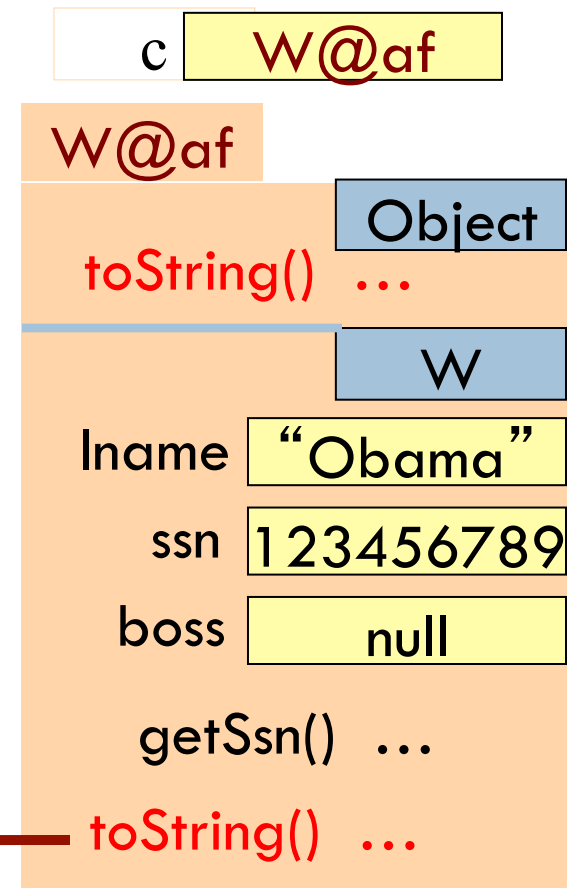 c W@af
W@af
Object
toString() …
W
lname “Obama”
ssn 123456789
boss null
getSsn() …
toString() …